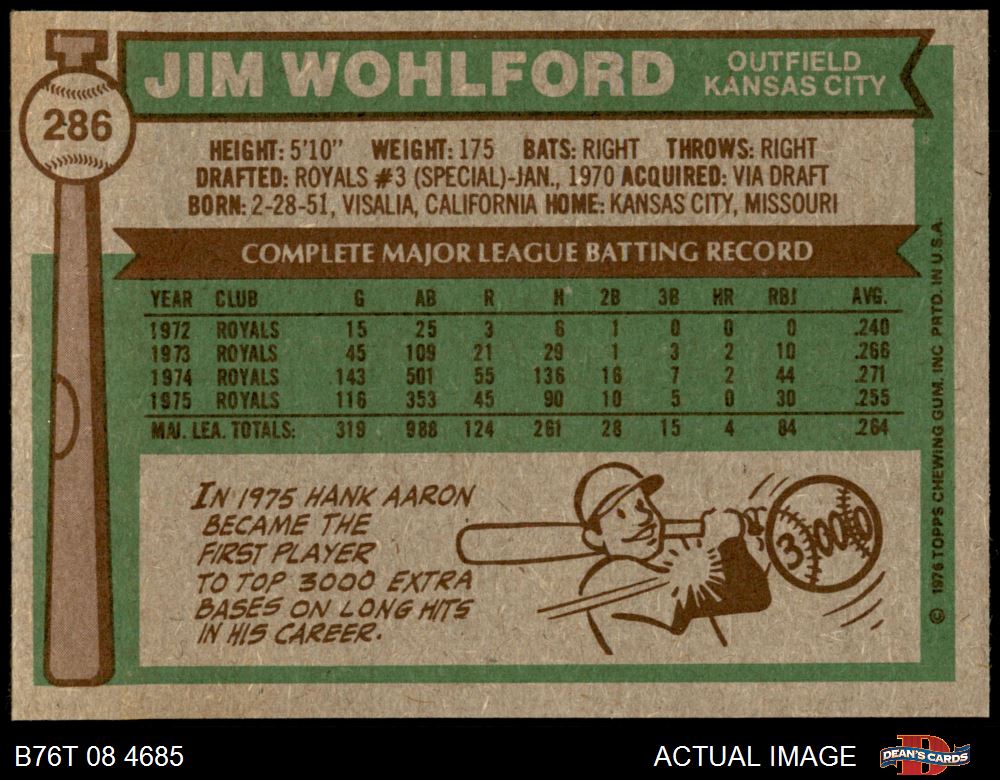 286
JIM WOHLFORD
OUTFIELD
KANSAS CITY
HEIGHT: 5'10" WEIGHT: 175 BATS: RIGHT THROWS: RIGHT
DRAFTED: ROYALS #3 (SPECIAL)-JAN., 1970 ACQUIRED: VIA DRAFT
BORN: 2-28-51, VISALIA, CALIFORNIA HOME: KANSAS CITY, MISSOURI
COMPLETE MAJOR LEAGUE BATTING RECORD
YEAR CLUB G AB R H 2B 3B HR RBI AVG.
1972 ROYALS 15 25 3 6 1 0 0 0 .240
1973 ROYALS 45 109 21 29 1 3 2 10 .266
1974 ROYALS 143 501 55 136 16 7 2 44 .271
1975 ROYALS 116 353 45 90 10 5 0 30 .255
MAJ. LEA. TOTALS: 319 988 124 261 28 15 4 84 .264
IN 1975 HANK AARON
BECAME THE
FIRST PLAYER
TO TOP 3000 EXTRA
BASES ON LONG HITS
IN HIS CAREER.
3000
© 1976 TOPPS CHEWING GUM, INC. PRTD. IN U.S.A.
B76T 08 4685
ACTUAL IMAGE
DEAN'S CARDS